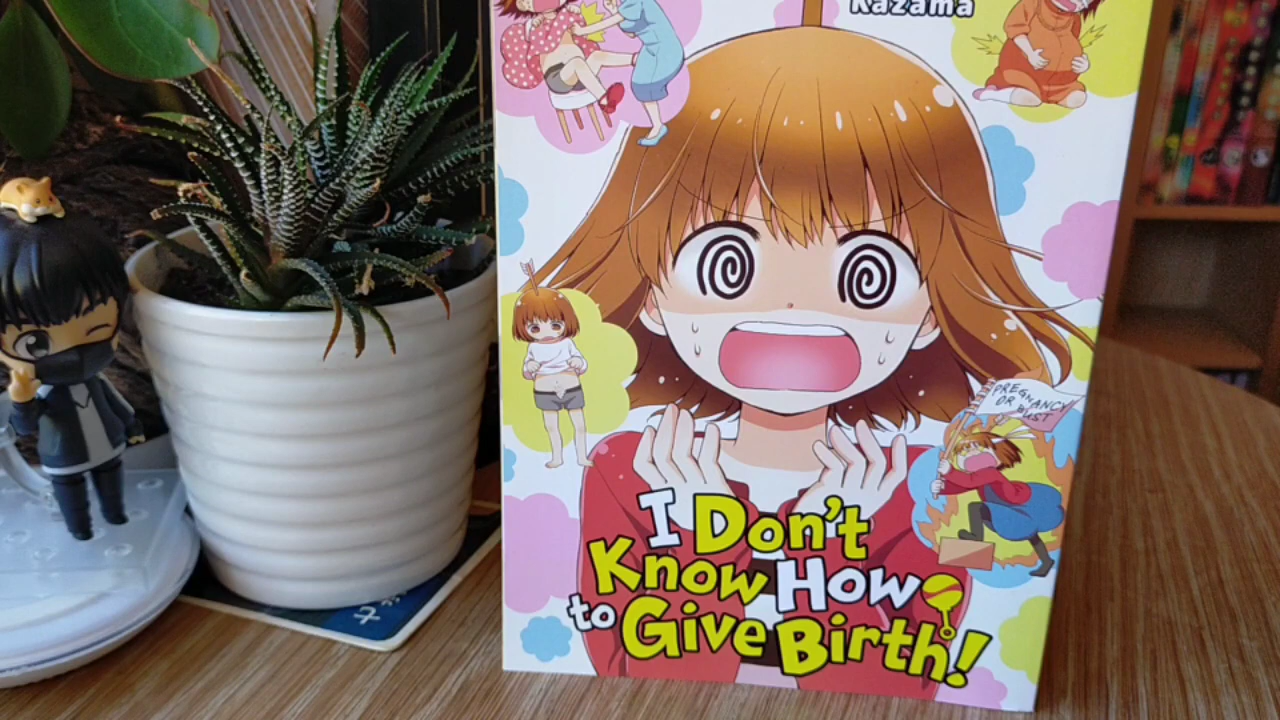 Kazama
PREGNANCY
OR BUST
I Don't
Know How
to Give Birth!